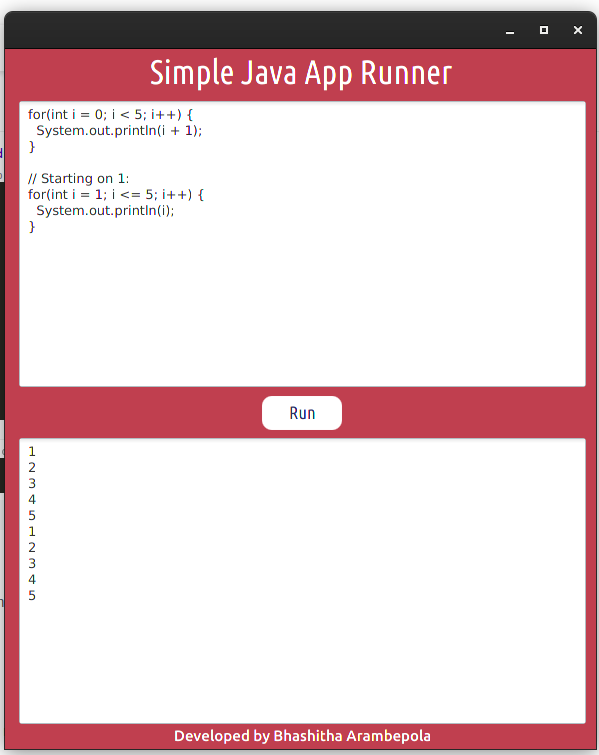 Simple Java App Runner
for(int i = 0; i < 5; i++) {
  System.out.println(i + 1);
}

// Starting on 1:
for(int i = 1; i <= 5; i++) {
  System.out.println(i);
}
Run
1
2
3
4
5
1
2
3
4
5
Developed by Bhashitha Arambepola